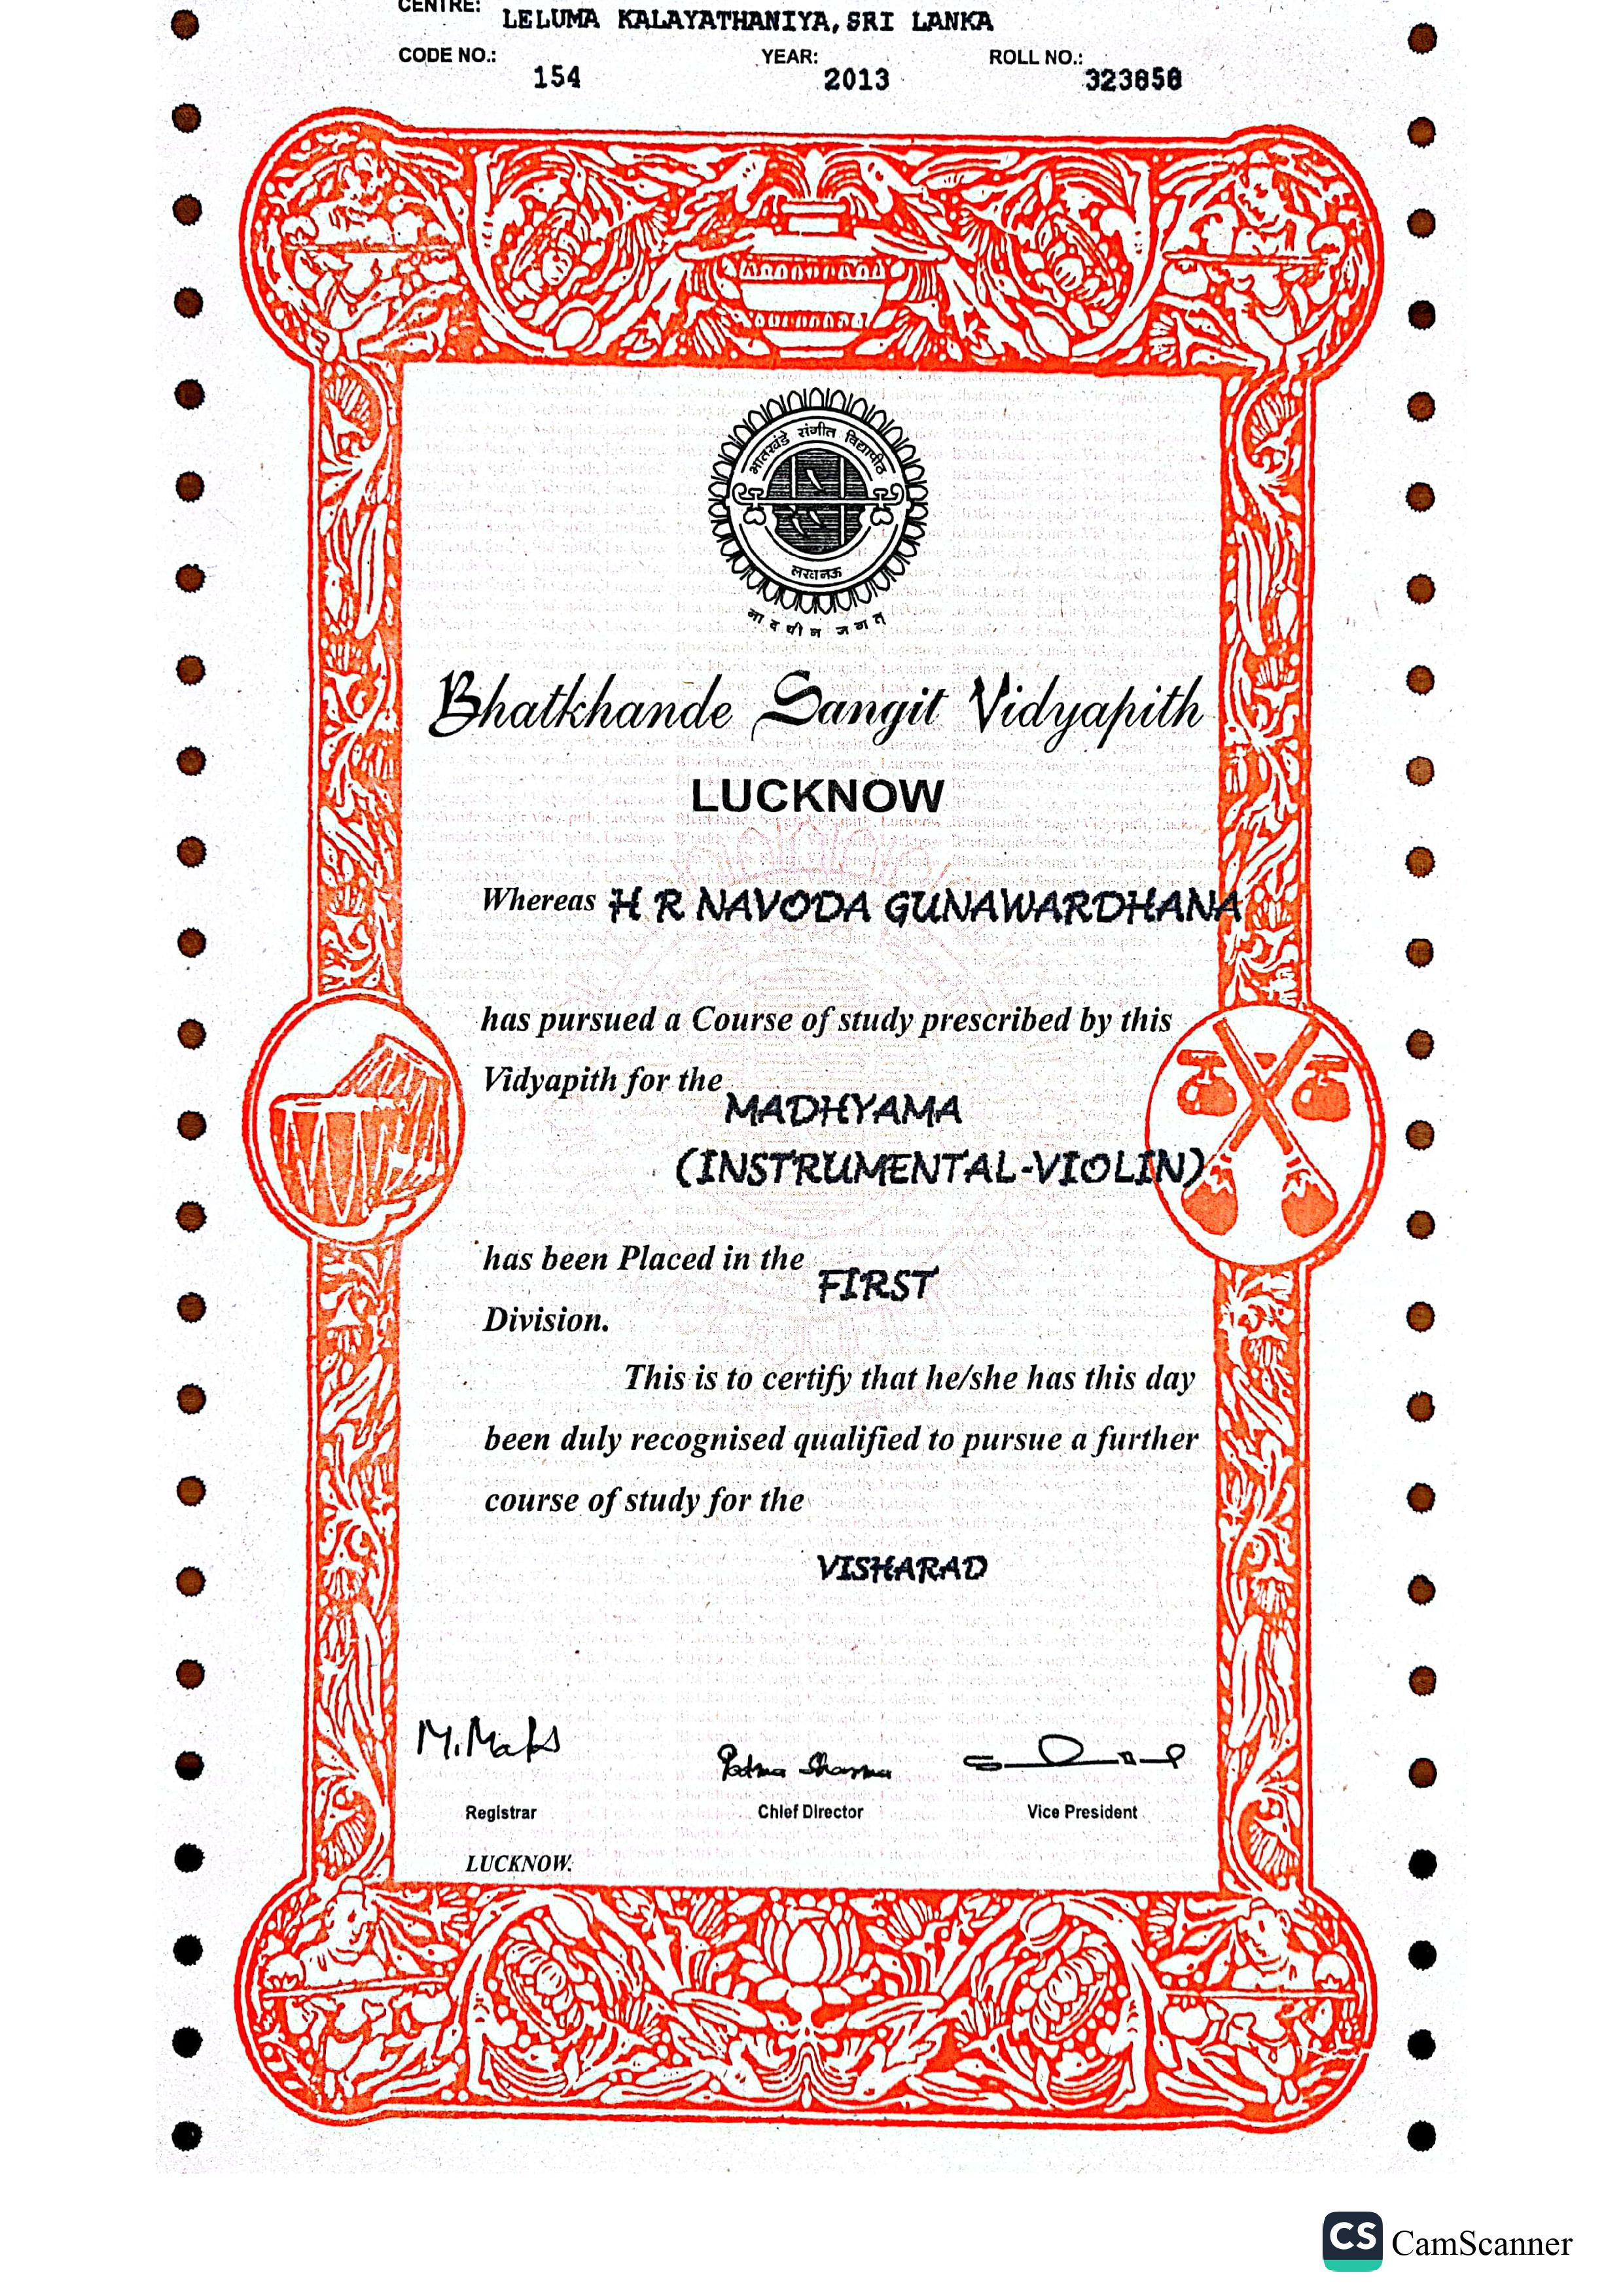 CENTRE:
LELUMA KALAYATHANIYA, SRI LANKA
CODE NO.: YEAR: ROLL NO.:
154 2013 323858
भातखंडे संगीत विद्यापीठ
लखनऊ
नादधीन जगत्
Bhatkhande Sangit Vidyapith
LUCKNOW
Whereas H R NAVODA GUNAWARDHANA
has pursued a Course of study prescribed by this
Vidyapith for the
MADHYAMA
(INSTRUMENTAL-VIOLIN)
has been Placed in the
FIRST
Division.
This is to certify that he/she has this day
been duly recognised qualified to pursue a further
course of study for the
VISHARAD
Padma Sharma
Registrar Chief Director Vice President
LUCKNOW.
CS CamScanner